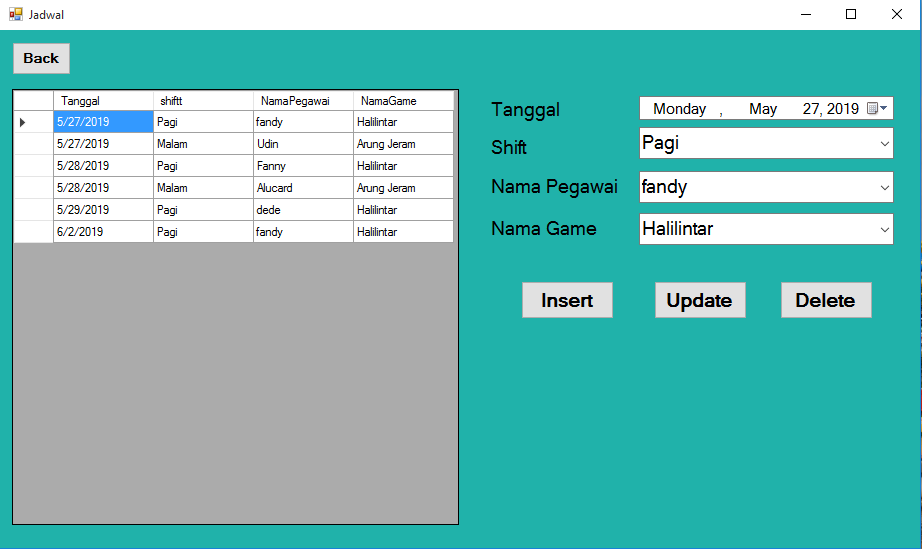 Jadwal
Back
Tanggal shiftt NamaPegawai NamaGame
5/27/2019 Pagi fandy Halilintar
5/27/2019 Malam Udin Arung Jeram
5/28/2019 Pagi Fanny Halilintar
5/28/2019 Malam Alucard Arung Jeram
5/29/2019 Pagi dede Halilintar
6/2/2019 Pagi fandy Halilintar
Tanggal Monday , May 27, 2019
Shift Pagi
Nama Pegawai fandy
Nama Game Halilintar
Insert Update Delete